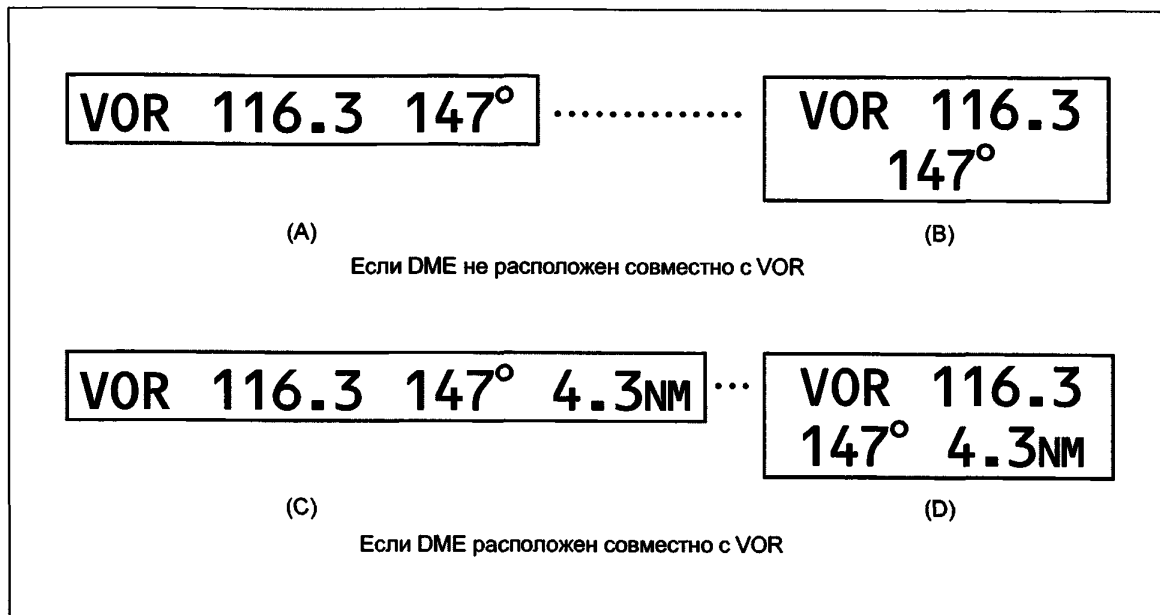 VOR 116.3 147°
VOR 116.3
147°
(A)
(B)
Если DME не расположен совместно с VOR
VOR 116.3 147° 4.3NM
VOR 116.3
147° 4.3NM
(C)
(D)
Если DME расположен совместно с VOR